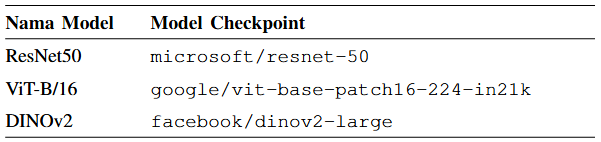 Nama Model Model Checkpoint
ResNet50 microsoft/resnet-50
ViT-B/16 google/vit-base-patch16-224-in21k
DINOv2 facebook/dinov2-large